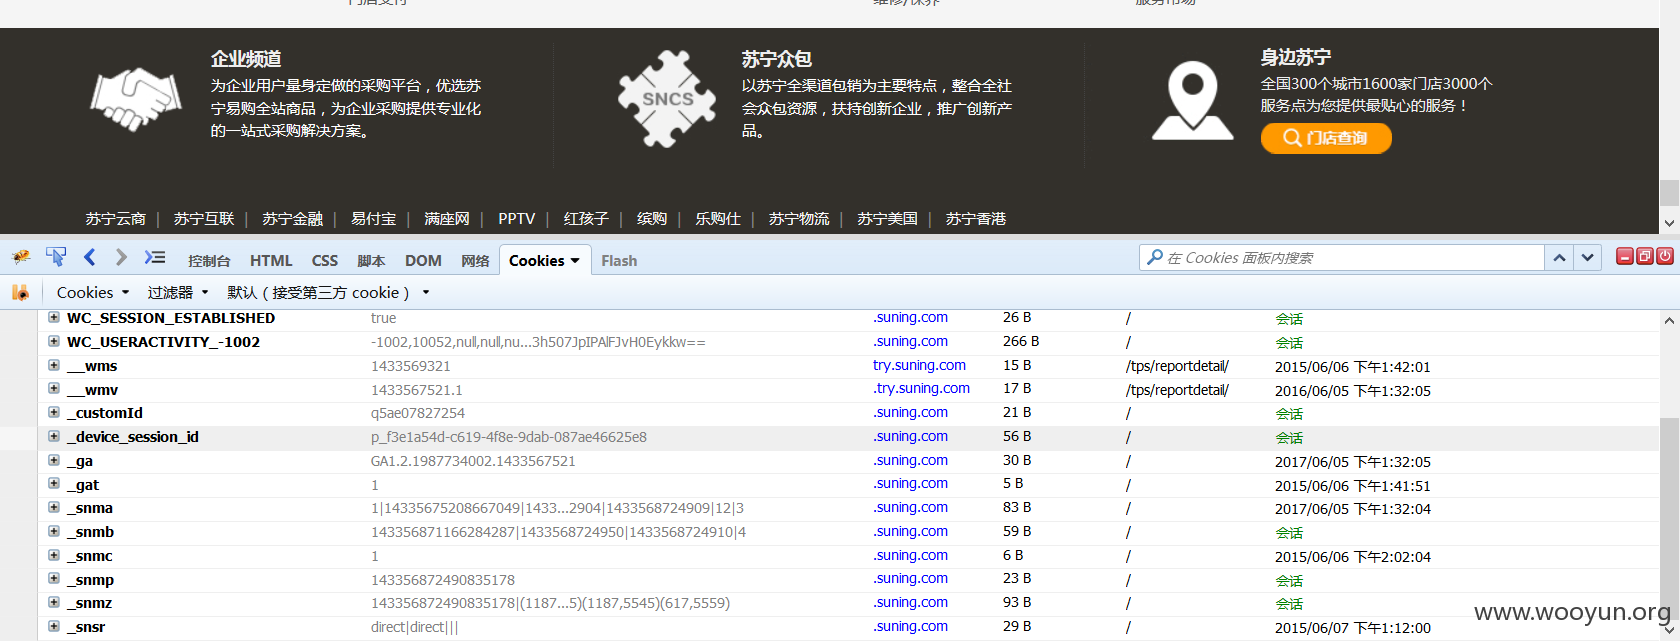 企业频道
为企业用户量身定做的采购平台，优选苏
宁易购全站商品，为企业采购提供专业化
的一站式采购解决方案。
SNCS
苏宁众包
以苏宁全渠道包销为主要特点，整合全社
会众包资源，扶持创新企业，推广创新产
品。
身边苏宁
全国300个城市1600家门店3000个
服务点为您提供最贴心的服务！
门店查询
苏宁云商 | 苏宁互联 | 苏宁金融 | 易付宝 | 满座网 | PPTV | 红孩子 | 缤购 | 乐购仕 | 苏宁物流 | 苏宁美国 | 苏宁香港
控制台 HTML CSS 脚本 DOM 网络 Cookies Flash 在 Cookies 面板内搜索
Cookies 过滤器 默认（接受第三方 cookie）
WC_SESSION_ESTABLISHED true .suning.com 26 B / 会话
WC_USERACTIVITY_-1002 -1002,10052,null,null,nu...3h507JpIPAlFJvH0Eykkw== .suning.com 266 B / 会话
__wms 1433569321 try.suning.com 15 B /tps/reportdetail/ 2015/06/06 下午1:42:01
__wmv 1433567521.1 .try.suning.com 17 B /tps/reportdetail/ 2016/06/05 下午1:32:05
_customId q5ae07827254 .suning.com 21 B / 会话
_device_session_id p_f3e1a54d-c619-4f8e-9dab-087ae46625e8 .suning.com 56 B / 会话
_ga GA1.2.1987734002.1433567521 .suning.com 30 B / 2017/06/05 下午1:32:05
_gat 1 .suning.com 5 B / 2015/06/06 下午1:41:51
_snma 1|143356752086670​49|1433...2904|1433568724909|12|3 .suning.com 83 B / 2017/06/05 下午1:32:04
_snmb 143356871166284287|1433568724950|1433568724910|4 .suning.com 59 B / 会话
_snmc 1 .suning.com 6 B / 2015/06/06 下午2:02:04
_snmp 143356872490835178 .suning.com 23 B / 会话
_snmz 143356872490835178|(1187...5)(1187,5545)(617,5559) .suning.com 93 B / 会话
_snsr direct|direct||| .suning.com 29 B / 2015/06/07 下午1:12:00
www.wooyun.org